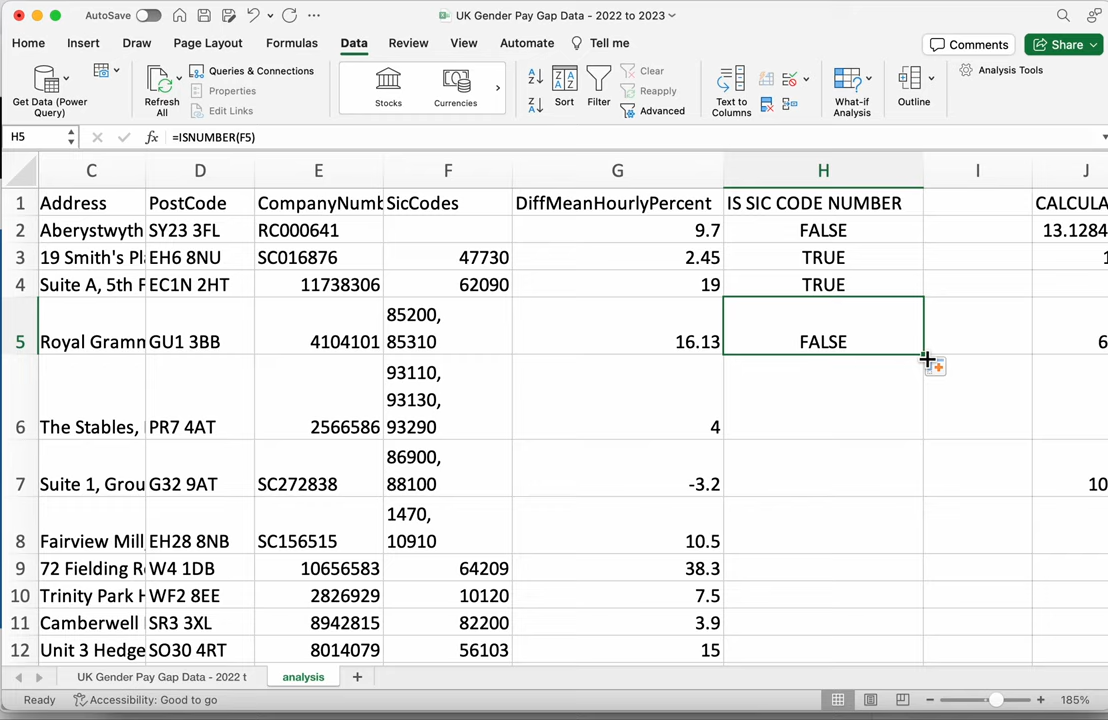 AutoSave
UK Gender Pay Gap Data - 2022 to 2023
Home Insert Draw Page Layout Formulas Data Review View Automate Tell me
Comments Share
Get Data (Power
Query)
Refresh
All
Queries & Connections
Properties
Edit Links
Stocks
Currencies
Sort
Filter
Clear
Reapply
Advanced
Text to
Columns
What-if
Analysis
Outline
Analysis Tools
H5 fx =ISNUMBER(F5)
C D E F G H I J
1 Address PostCode CompanyNumb SicCodes DiffMeanHourlyPercent IS SIC CODE NUMBER CALCULA
2 Aberystwyth SY23 3FL RC000641 9.7 FALSE 13.1284
3 19 Smith's Pl EH6 8NU SC016876 47730 2.45 TRUE 1
4 Suite A, 5th F EC1N 2HT 11738306 62090 19 TRUE
85200,
5 Royal Gramn GU1 3BB 4104101 85310 16.13 FALSE 6
93110,
93130,
6 The Stables, PR7 4AT 2566586 93290 4
86900,
7 Suite 1, Grou G32 9AT SC272838 88100 -3.2 10
1470,
8 Fairview Mill EH28 8NB SC156515 10910 10.5
9 72 Fielding R W4 1DB 10656583 64209 38.3
10 Trinity Park H WF2 8EE 2826929 10120 7.5
11 Camberwell SR3 3XL 8942815 82200 3.9
12 Unit 3 Hedge SO30 4RT 8014079 56103 15
UK Gender Pay Gap Data - 2022 t analysis
Ready Accessibility: Good to go 185%